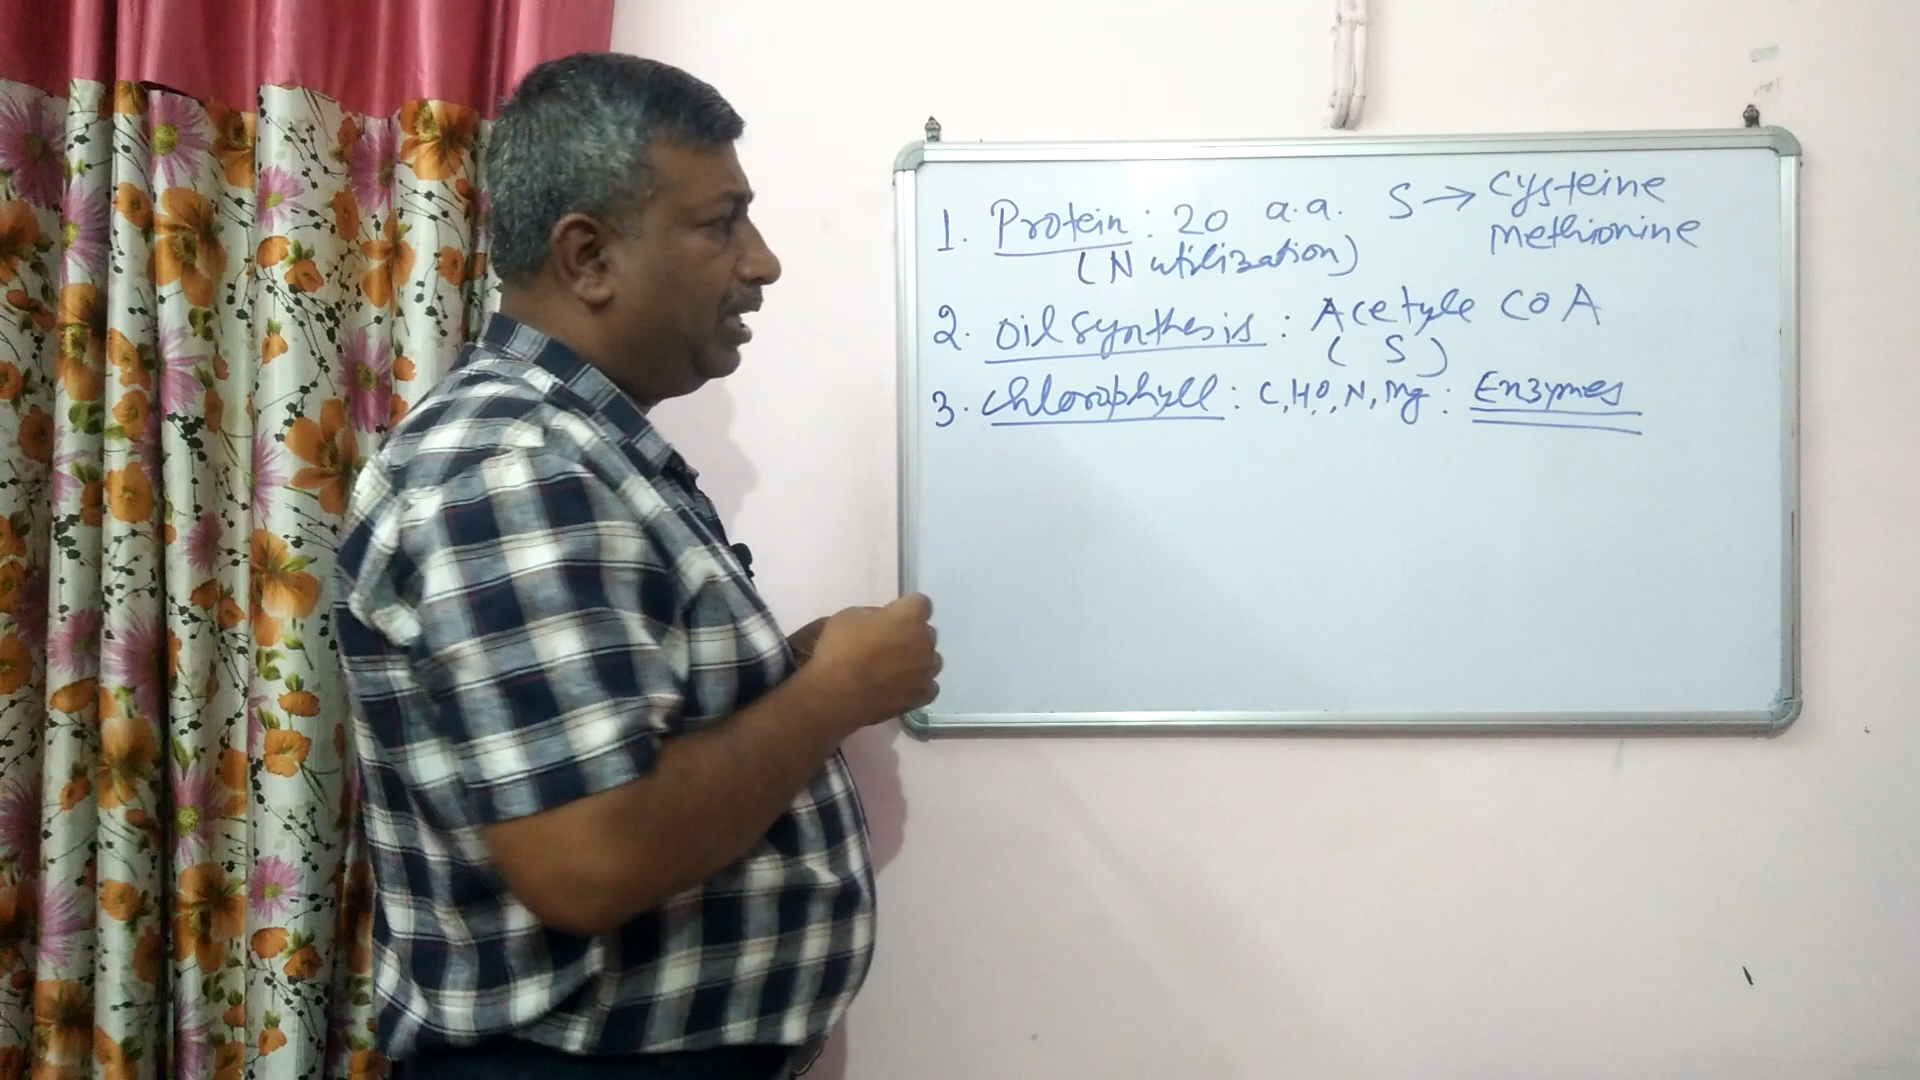 1. Protein : 20 a.a. S → Cysteine
methionine
(N utilization)
2. Oil Synthesis : Acetyle CoA
( S )
3. Chlorophyll : C, H, O, N, Mg : Enzymes